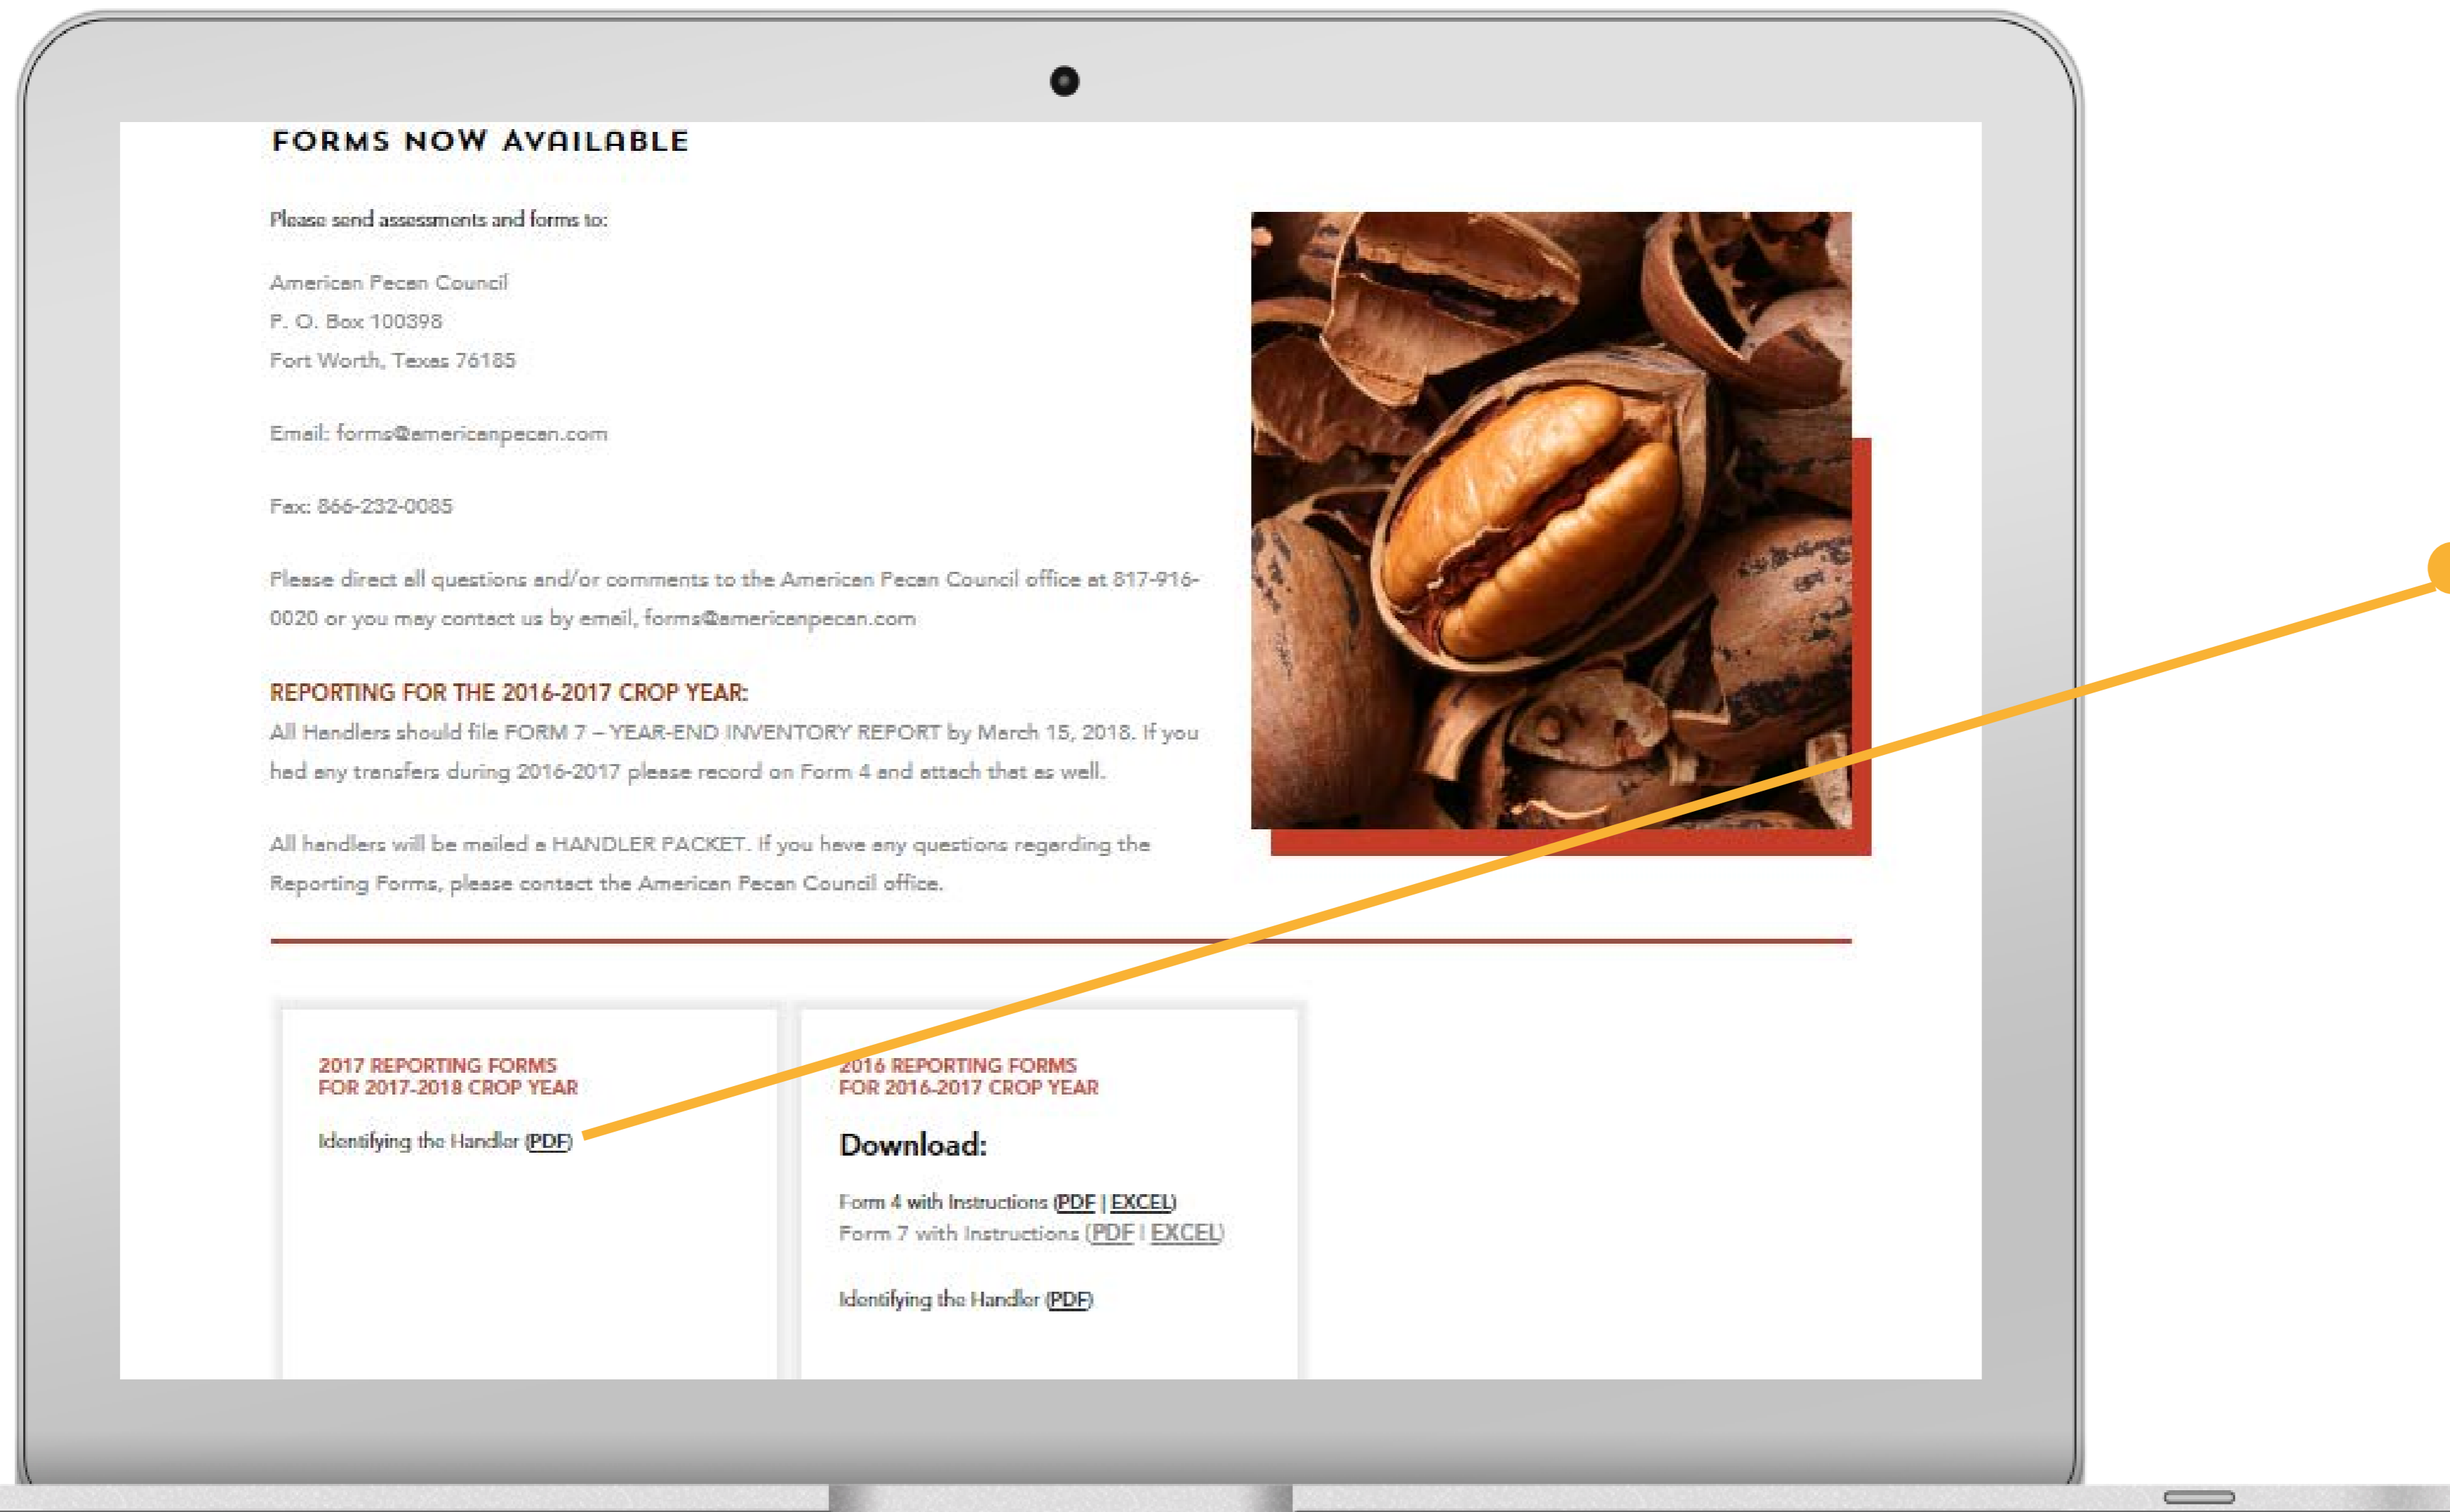 FORMS NOW AVAILABLE
Please send assessments and forms to:
American Pecan Council
P. O. Box 100398
Fort Worth, Texas 76185
Email: forms@americanpecan.com
Fax: 866-232-0085
Please direct all questions and/or comments to the American Pecan Council office at 817-916-
0020 or you may contact us by email, forms@americanpecan.com
REPORTING FOR THE 2016-2017 CROP YEAR:
All Handlers should file FORM 7 – YEAR-END INVENTORY REPORT by March 15, 2018. If you
had any transfers during 2016-2017 please record on Form 4 and attach that as well.
All handlers will be mailed a HANDLER PACKET. If you have any questions regarding the
Reporting Forms, please contact the American Pecan Council office.
2017 REPORTING FORMS
FOR 2017-2018 CROP YEAR
Identifying the Handler (PDF)
2016 REPORTING FORMS
FOR 2016-2017 CROP YEAR
Download:
Form 4 with Instructions (PDF | EXCEL)
Form 7 with Instructions (PDF | EXCEL)
Identifying the Handler (PDF)